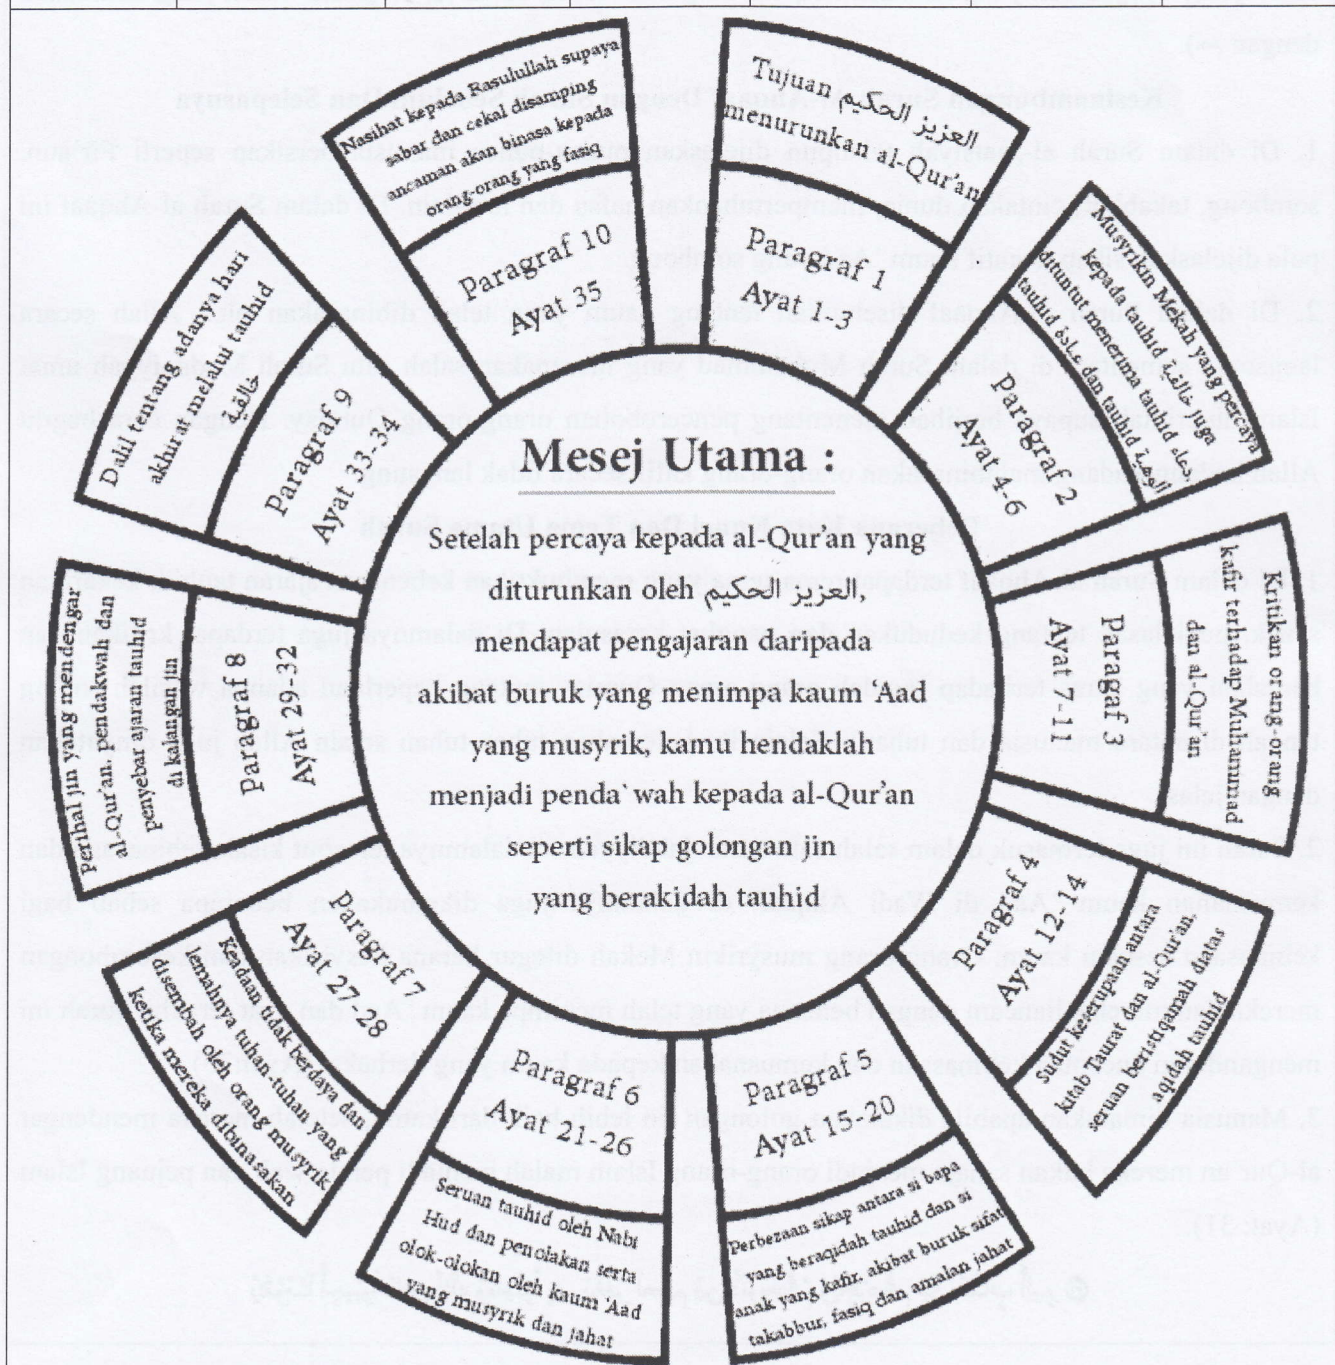 Mesej Utama :
Setelah percaya kepada al-Qur'an yang
diturunkan oleh العزيز الحكيم,
mendapat pengajaran daripada
akibat buruk yang menimpa kaum 'Aad
yang musyrik, kamu hendaklah
menjadi penda'wah kepada al-Qur'an
seperti sikap golongan jin
yang berakidah tauhid
Tujuan العزيز الحكيم
menurunkan al-Qur'an
Paragraf 1
Ayat 1-3
Musyrikin Mekah yang percaya
kepada tauhid خالقية juga
dituntut menerima tauhid
tauhid عبادة dan tauhid
Paragraf 2
Ayat 4-6
Kritikan orang-orang
kafir terhadap Muhammad
dan al-Qur'an
Paragraf 3
Ayat 7-11
Paragraf 4
Ayat 12-14
Sudut keserupaan antara
kitab Taurat dan al-Qur'an,
anjuran beristiqamah di atas
aqidah tauhid
Paragraf 5
Ayat 15-20
Perbezaan sikap antara si bapa
yang beraqidah tauhid dan si
anak yang kafir, akibat buruk sifat
takabbur, fasiq dan amalan jahat
Paragraf 6
Ayat 21-26
Seruan tauhid oleh Nabi
Hud dan penolakan serta
olok-olokan oleh kaum 'Aad
yang musyrik dan jahat
Paragraf 7
Ayat 27-28
Keadaan tidak berdaya dan
lemahnya tuhan-tuhan yang
disembah oleh orang musyrik
ketika mereka dibinasakan
Perihal jin yang mendengar
al-Qur'an, pendakwah dan
penyebar ajaran tauhid
di kalangan jin
Paragraf 8
Ayat 29-32
Dalil tentang adanya hari
akhirat melalui tauhid
خالقية
Paragraf 9
Ayat 33-34
Nasihat kepada Rasulullah supaya
sabar dan cekal disamping
ancaman akan binasa kepada
orang-orang yang fasiq
Paragraf 10
Ayat 35